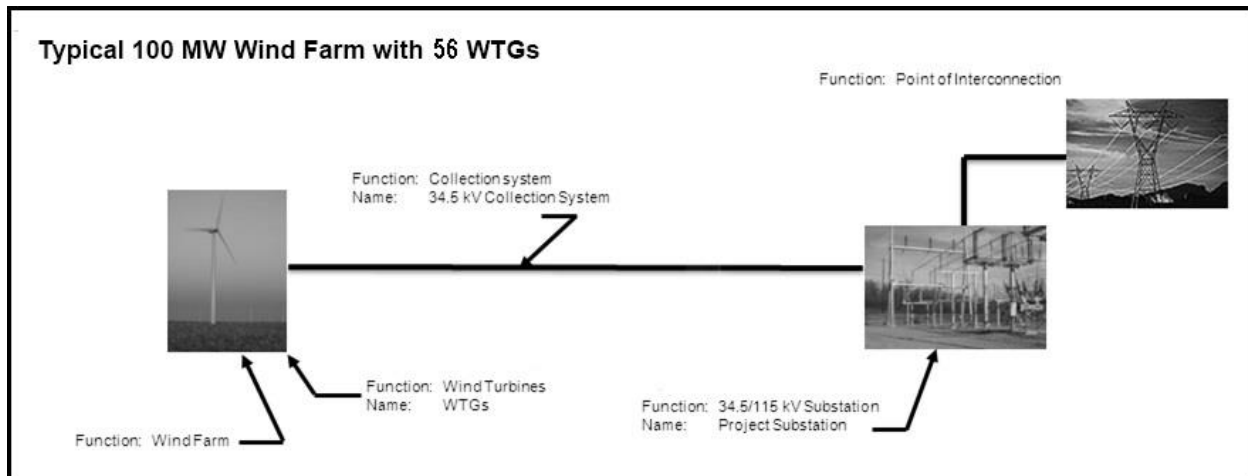 Typical 100 MW Wind Farm with 56 WTGs
Function: Point of Interconnection
Function: Collection system
Name: 34.5 kV Collection System
Function: Wind Turbines
Name: WTGs
Function: 34.5/115 kV Substation
Name: Project Substation
Function: Wind Farm